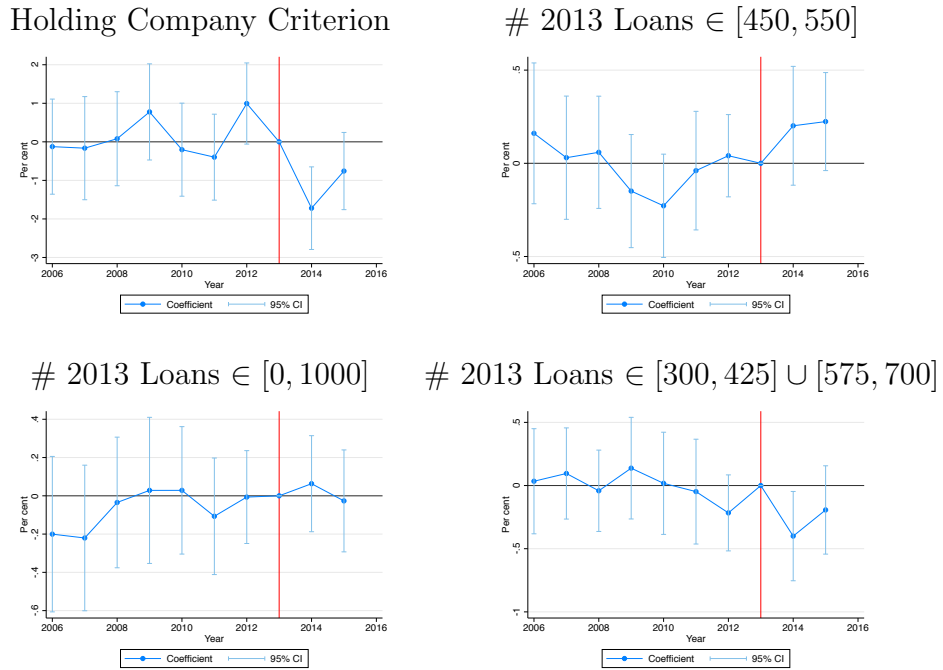 Holding Company Criterion
2
1
0
-1
-2
-3
Per cent
2006 2008 2010 2012 2014 2016
Year
Coefficient 95% CI
# 2013 Loans ∈ [450, 550]
.5
0
-.5
Per cent
2006 2008 2010 2012 2014 2016
Year
Coefficient 95% CI
# 2013 Loans ∈ [0, 1000]
.4
.2
0
-.2
-.4
-.6
Per cent
2006 2008 2010 2012 2014 2016
Year
Coefficient 95% CI
# 2013 Loans ∈ [300, 425] ∪ [575, 700]
.5
0
-.5
-1
Per cent
2006 2008 2010 2012 2014 2016
Year
Coefficient 95% CI